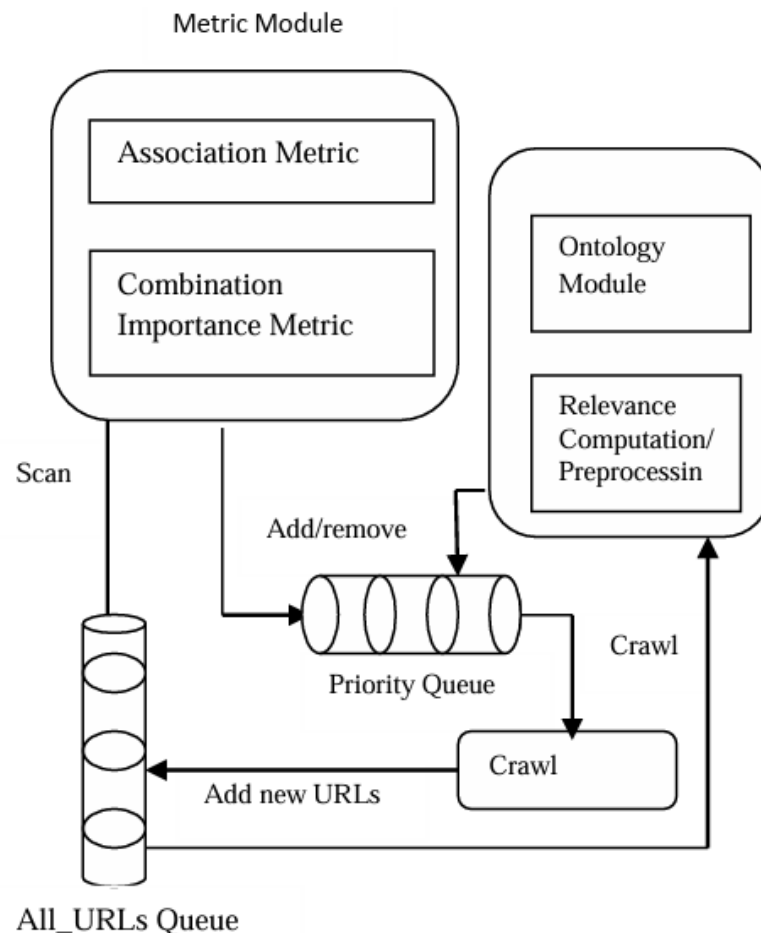 Metric Module
Association Metric
Combination
Importance Metric
Ontology
Module
Relevance
Computation/
Preprocessin
Scan
Add/remove
Priority Queue
Crawl
Crawl
Add new URLs
All_URLs Queue